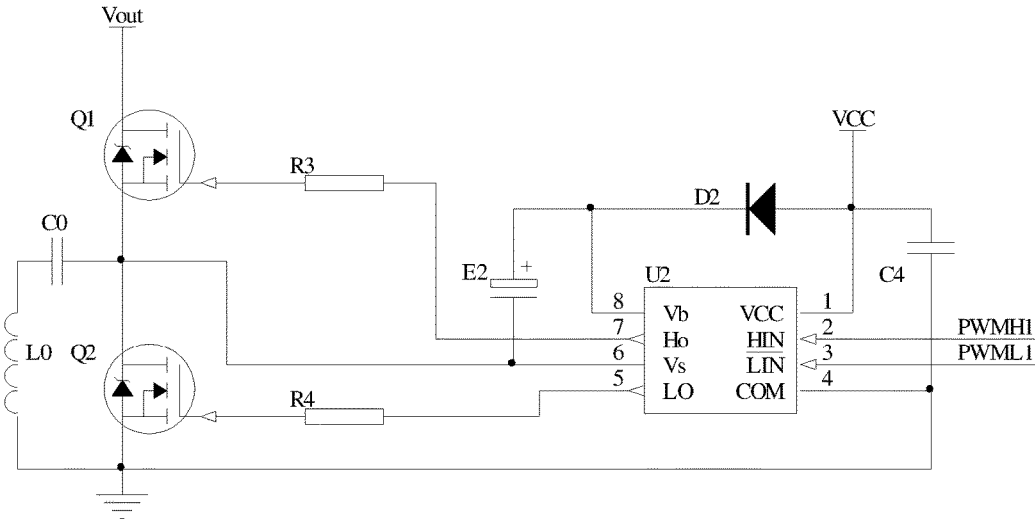 Vout
Q1
R3
VCC
C0
D2
E2
+
U2
C4
8 Vb VCC 1
7 Ho HIN 2 PWMH1
6 Vs LIN 3 PWML1
5 LO COM 4
L0
Q2
R4